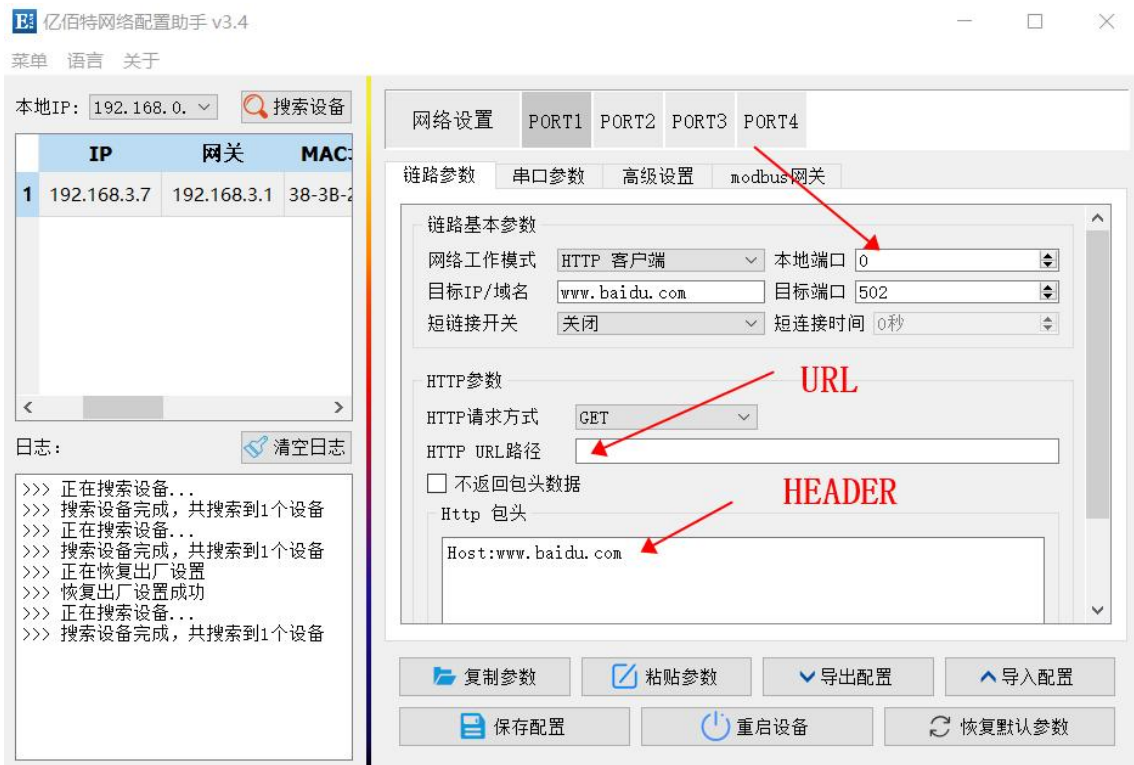 亿佰特网络配置助手 v3.4
菜单 语言 关于
本地IP: 192.168.0. 搜索设备
IP 网关 MAC
1 192.168.3.7 192.168.3.1 38-3B-2
日志: 清空日志
>>> 正在搜索设备...
>>> 搜索设备完成，共搜索到1个设备
>>> 正在搜索设备...
>>> 搜索设备完成，共搜索到1个设备
>>> 正在恢复出厂设置
>>> 恢复出厂设置成功
>>> 正在搜索设备...
>>> 搜索设备完成，共搜索到1个设备
网络设置 PORT1 PORT2 PORT3 PORT4
链路参数 串口参数 高级设置 modbus网关
链路基本参数
网络工作模式 HTTP 客户端 本地端口 0
目标IP/域名 www.baidu.com 目标端口 502
短链接开关 关闭 短连接时间 0秒
HTTP参数
URL
HTTP请求方式 GET
HTTP URL路径
不返回包头数据
HEADER
Http 包头
Host:www.baidu.com
复制参数 粘贴参数 导出配置 导入配置
保存配置 重启设备 恢复默认参数